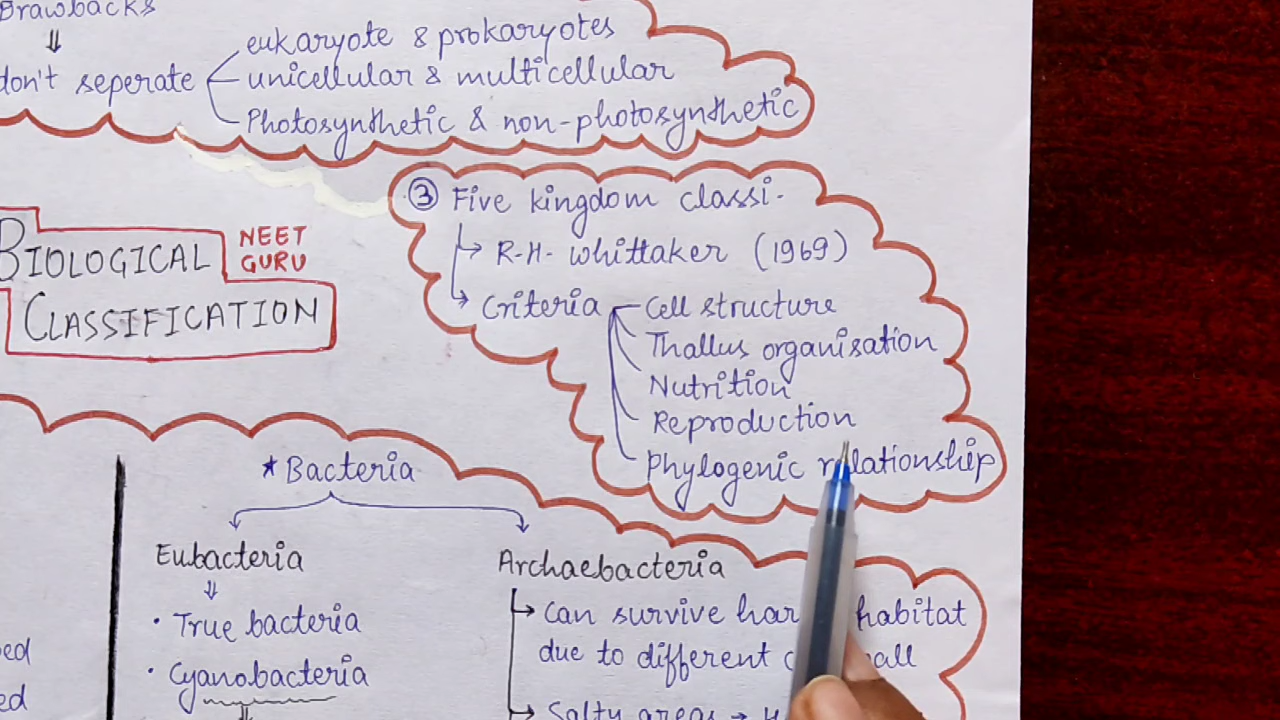 Drawbacks
⇓
don't seperate
eukaryote & prokaryotes
unicellular & multicellular
Photosynthetic & non-photosynthetic
③ Five kingdom classi.
R.H. Whittaker (1969)
Criteria
Cell structure
Thallus organisation
Nutrition
Reproduction
Phylogenic relationship
BIOLOGICAL
CLASSIFICATION
NEET
GURU
* Bacteria
Eubacteria
⇓
• True bacteria
• Cyanobacteria
Archaebacteria
Can survive habitat
due to different
Salty areas →